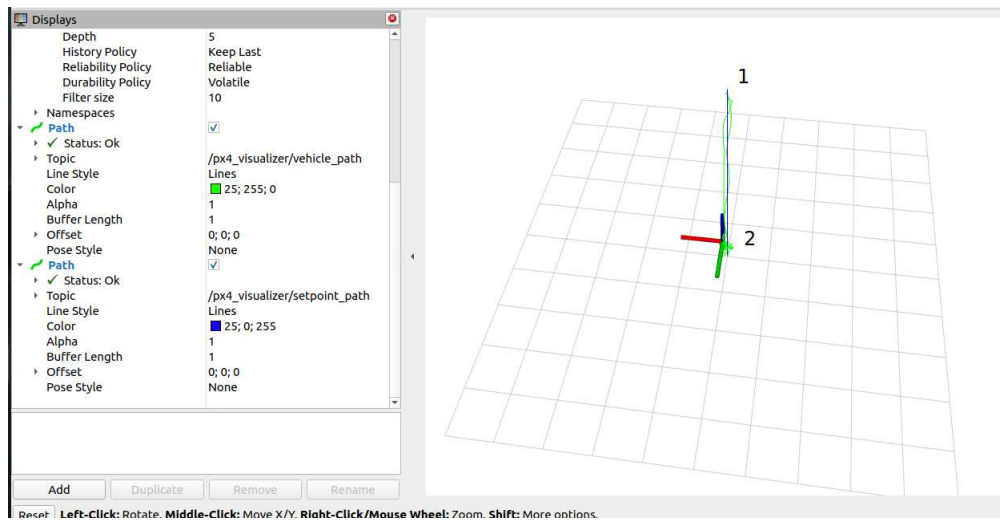 Displays
Depth 5
History Policy Keep Last
Reliability Policy Reliable
Durability Policy Volatile
Filter size 10
Namespaces
Path
Status: Ok
Topic /px4_visualizer/vehicle_path
Line Style Lines
Color 25; 255; 0
Alpha 1
Buffer Length 1
Offset 0; 0; 0
Pose Style None
Path
Status: Ok
Topic /px4_visualizer/setpoint_path
Line Style Lines
Color 25; 0; 255
Alpha 1
Buffer Length 1
Offset 0; 0; 0
Pose Style None
Add Duplicate Remove Rename
Reset Left-Click: Rotate. Middle-Click: Move X/Y. Right-Click/Mouse Wheel: Zoom. Shift: More options.
1
2